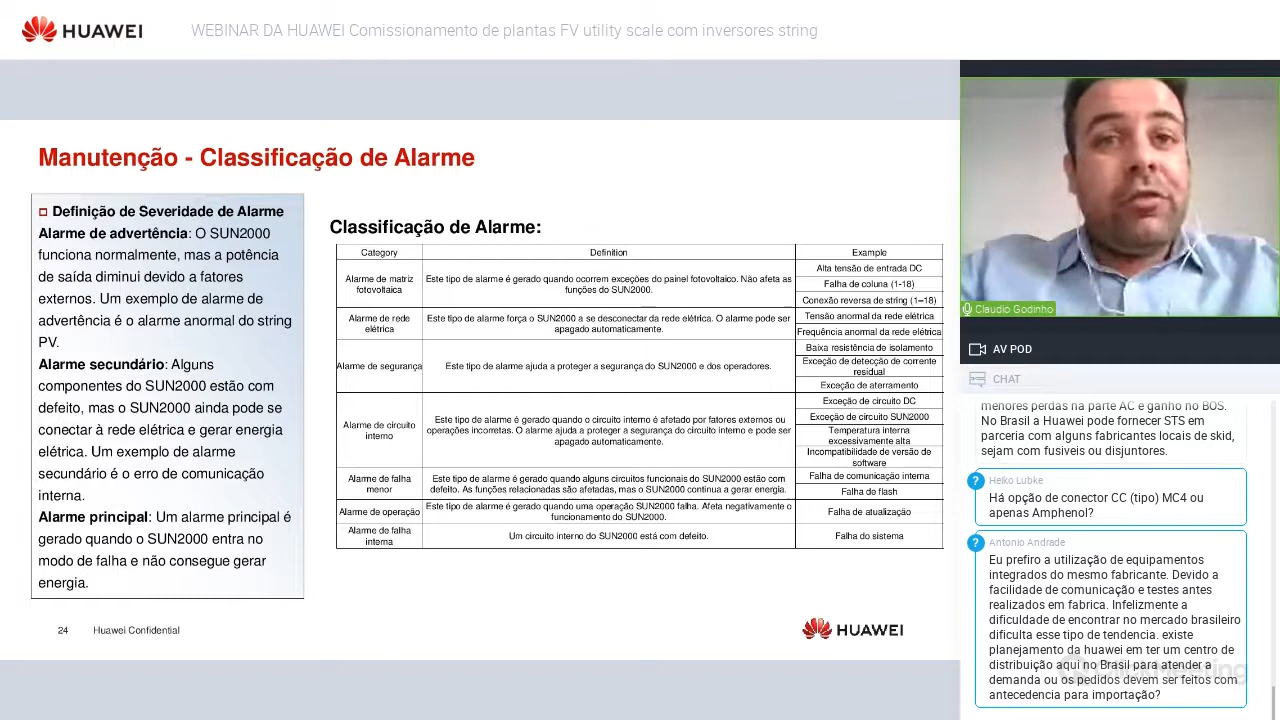 HUAWEI
WEBINAR DA HUAWEI Comissionamento de plantas FV utility scale com inversores string
Manutenção - Classificação de Alarme
Definição de Severidade de Alarme
Alarme de advertência: O SUN2000
funciona normalmente, mas a potência
de saída diminui devido a fatores
externos. Um exemplo de alarme de
advertência é o alarme anormal do string
PV.
Alarme secundário: Alguns
componentes do SUN2000 estão com
defeito, mas o SUN2000 ainda pode se
conectar à rede elétrica e gerar energia
elétrica. Um exemplo de alarme
secundário é o erro de comunicação
interna.
Alarme principal: Um alarme principal é
gerado quando o SUN2000 entra no
modo de falha e não consegue gerar
energia.
Classificação de Alarme:
Category Definition Example
Alarme de matriz
fotovoltaica
Este tipo de alarme é gerado quando ocorrem exceções do painel fotovoltaico. Não afeta as
funções do SUN2000.
Alta tensão de entrada DC
Falha de coluna (1-18)
Conexão reversa de string (1–18)
Alarme de rede
elétrica
Este tipo de alarme força o SUN2000 a se desconectar da rede elétrica. O alarme pode ser
apagado automaticamente.
Tensão anormal da rede elétrica
Frequência anormal da rede elétrica
Alarme de segurança
Este tipo de alarme ajuda a proteger a segurança do SUN2000 e dos operadores.
Baixa resistência de isolamento
Exceção de detecção de corrente
residual
Exceção de aterramento
Alarme de circuito
interno
Este tipo de alarme é gerado quando o circuito interno é afetado por fatores externos ou
operações incorretas. O alarme ajuda a proteger a segurança do circuito interno e pode ser
apagado automaticamente.
Exceção de circuito DC
Exceção de circuito SUN2000
Temperatura interna
excessivamente alta
Incompatibilidade de versão de
software
Alarme de falha
menor
Este tipo de alarme é gerado quando alguns circuitos funcionais do SUN2000 estão com
defeito. As funções relacionadas são afetadas, mas o SUN2000 continua a gerar energia.
Falha de comunicação interna
Falha de flash
Alarme de operação
Este tipo de alarme é gerado quando uma operação SUN2000 falha. Afeta negativamente o
funcionamento do SUN2000.
Falha de atualização
Alarme de falha
interna
Um circuito interno do SUN2000 está com defeito.
Falha do sistema
24 Huawei Confidential
HUAWEI
Claudio Godinho
AV POD
CHAT
menores perdas na parte AC e ganho no BOS.
No Brasil a Huawei pode fornecer STS em
parceria com alguns fabricantes locais de skid,
sejam com fusiveis ou disjuntores.
? Heiko Lübke
Há opção de conector CC (tipo) MC4 ou
apenas Amphenol?
? Antonio Andrade
Eu prefiro a utilização de equipamentos
integrados do mesmo fabricante. Devido a
facilidade de comunicação e testes antes
realizados em fabrica. Infelizmente a
dificuldade de encontrar no mercado brasileiro
dificulta esse tipo de tendencia. existe
planejamento da huawei em ter um centro de
distribuição aqui no Brasil para atender a
demanda ou os pedidos devem ser feitos com
antecedencia para importação?
ClickMeeting